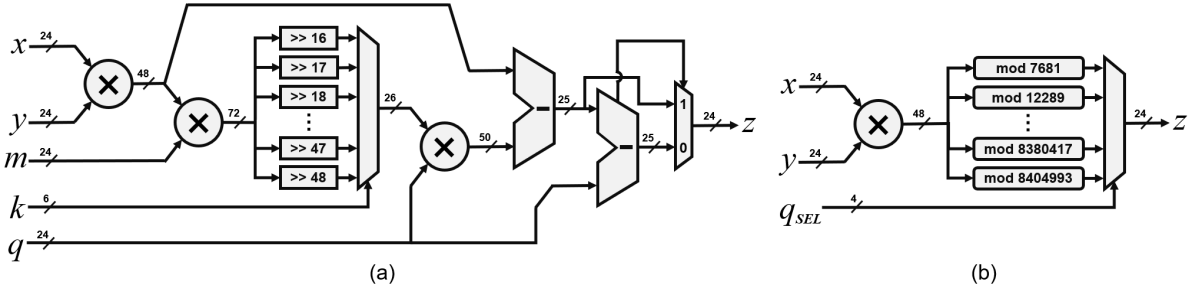 x 24
y 24
m 24
k 6
q 24
×
48
×
72
>> 16
>> 17
>> 18
⋮
>> 47
>> 48
26
×
50
−
25
−
25
1
0
24
z
(a)
x 24
y 24
×
48
mod 7681
mod 12289
⋮
mod 8380417
mod 8404993
q SEL 4
24
z
(b)